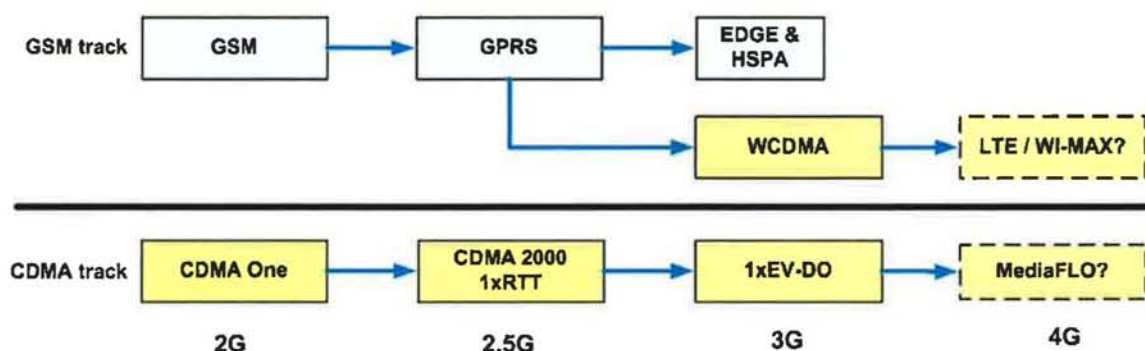 GSM track
GSM
GPRS
EDGE &
HSPA
WCDMA
LTE / WI-MAX?
CDMA track
CDMA One
CDMA 2000
1xRTT
1xEV-DO
MediaFLO?
2G
2.5G
3G
4G